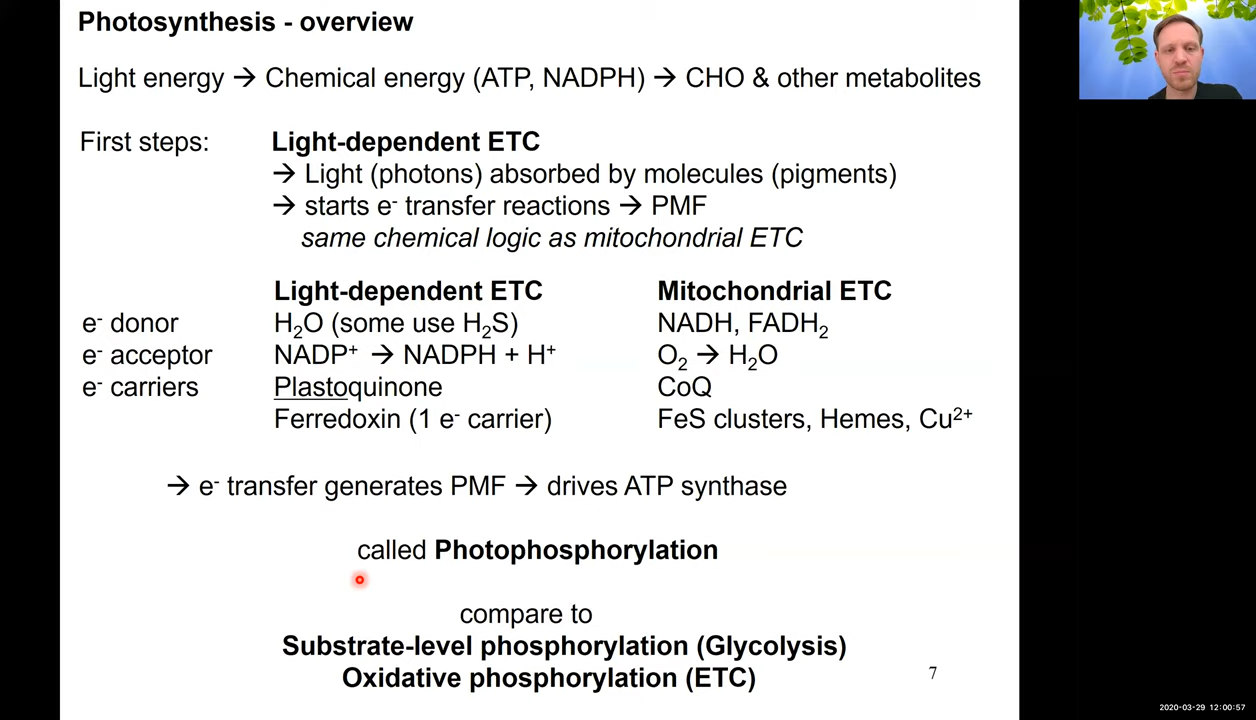 Photosynthesis - overview
Light energy → Chemical energy (ATP, NADPH) → CHO & other metabolites
First steps: Light-dependent ETC
→ Light (photons) absorbed by molecules (pigments)
→ starts e⁻ transfer reactions → PMF
same chemical logic as mitochondrial ETC
Light-dependent ETC Mitochondrial ETC
e⁻ donor H₂O (some use H₂S) NADH, FADH₂
e⁻ acceptor NADP⁺ → NADPH + H⁺ O₂ → H₂O
e⁻ carriers Plastoquinone CoQ
Ferredoxin (1 e⁻ carrier) FeS clusters, Hemes, Cu²⁺
→ e⁻ transfer generates PMF → drives ATP synthase
called Photophosphorylation
compare to
Substrate-level phosphorylation (Glycolysis)
Oxidative phosphorylation (ETC)
7
2020-03-29 12:00:57